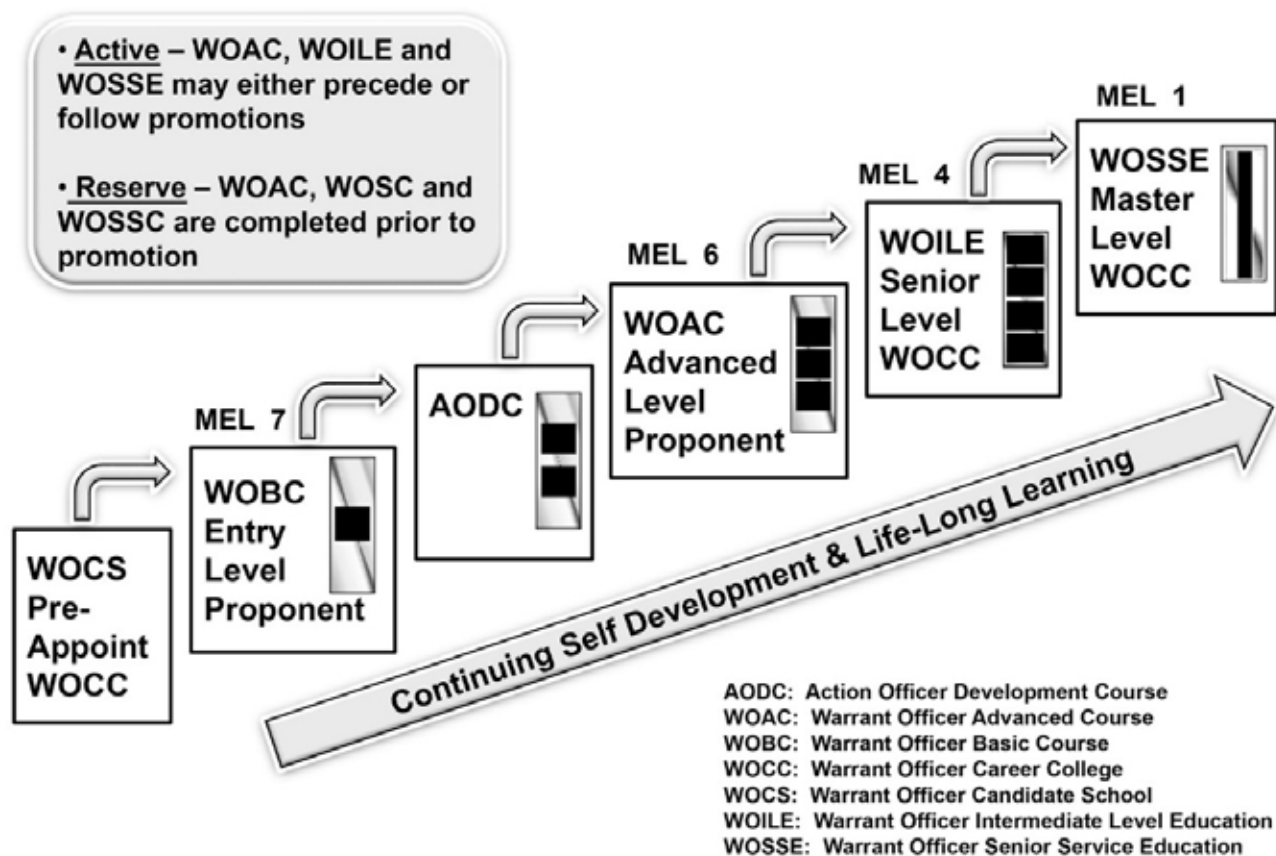 • Active – WOAC, WOILE and
WOSSE may either precede or
follow promotions
• Reserve – WOAC, WOSC and
WOSSC are completed prior to
promotion
MEL 1
WOSSE
Master
Level
WOCC
MEL 4
WOILE
Senior
Level
WOCC
MEL 6
WOAC
Advanced
Level
Proponent
AODC
MEL 7
WOBC
Entry
Level
Proponent
WOCS
Pre-
Appoint
WOCC
Continuing Self Development & Life-Long Learning
AODC: Action Officer Development Course
WOAC: Warrant Officer Advanced Course
WOBC: Warrant Officer Basic Course
WOCC: Warrant Officer Career College
WOCS: Warrant Officer Candidate School
WOILE: Warrant Officer Intermediate Level Education
WOSSE: Warrant Officer Senior Service Education